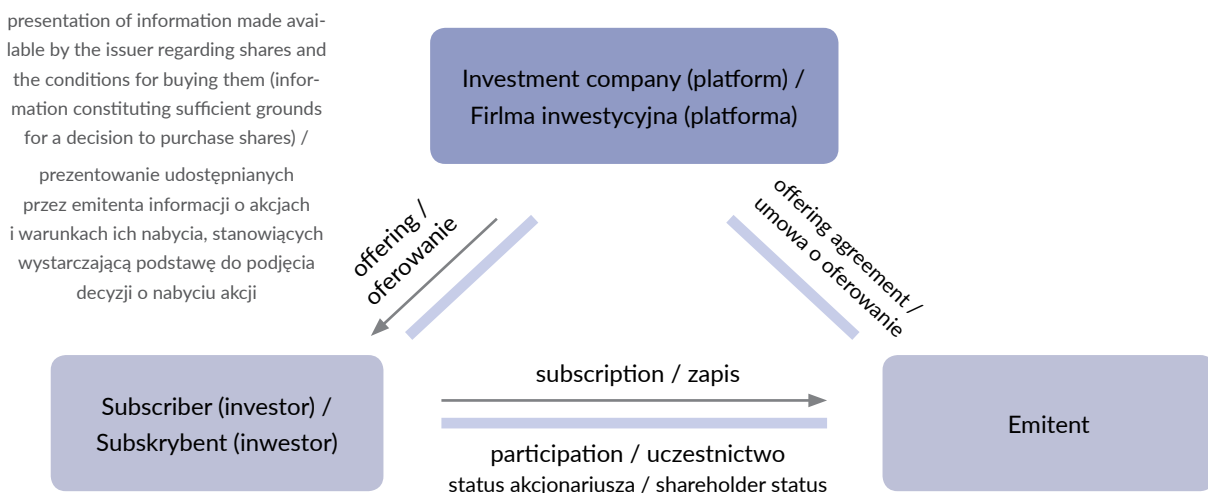 presentation of information made avai-
lable by the issuer regarding shares and
the conditions for buying them (infor-
mation constituting sufficient grounds
for a decision to purchase shares) /
prezentowanie udostępnianych
przez emitenta informacji o akcjach
i warunkach ich nabycia, stanowiących
wystarczającą podstawę do podjęcia
decyzji o nabyciu akcji
Investment company (platform) /
Firlma inwestycyjna (platforma)
offering /
oferowanie
offering agreement /
umowa o oferowanie
Subscriber (investor) /
Subskrybent (inwestor)
subscription / zapis
participation / uczestnictwo
status akcjonariusza / shareholder status
Emitent